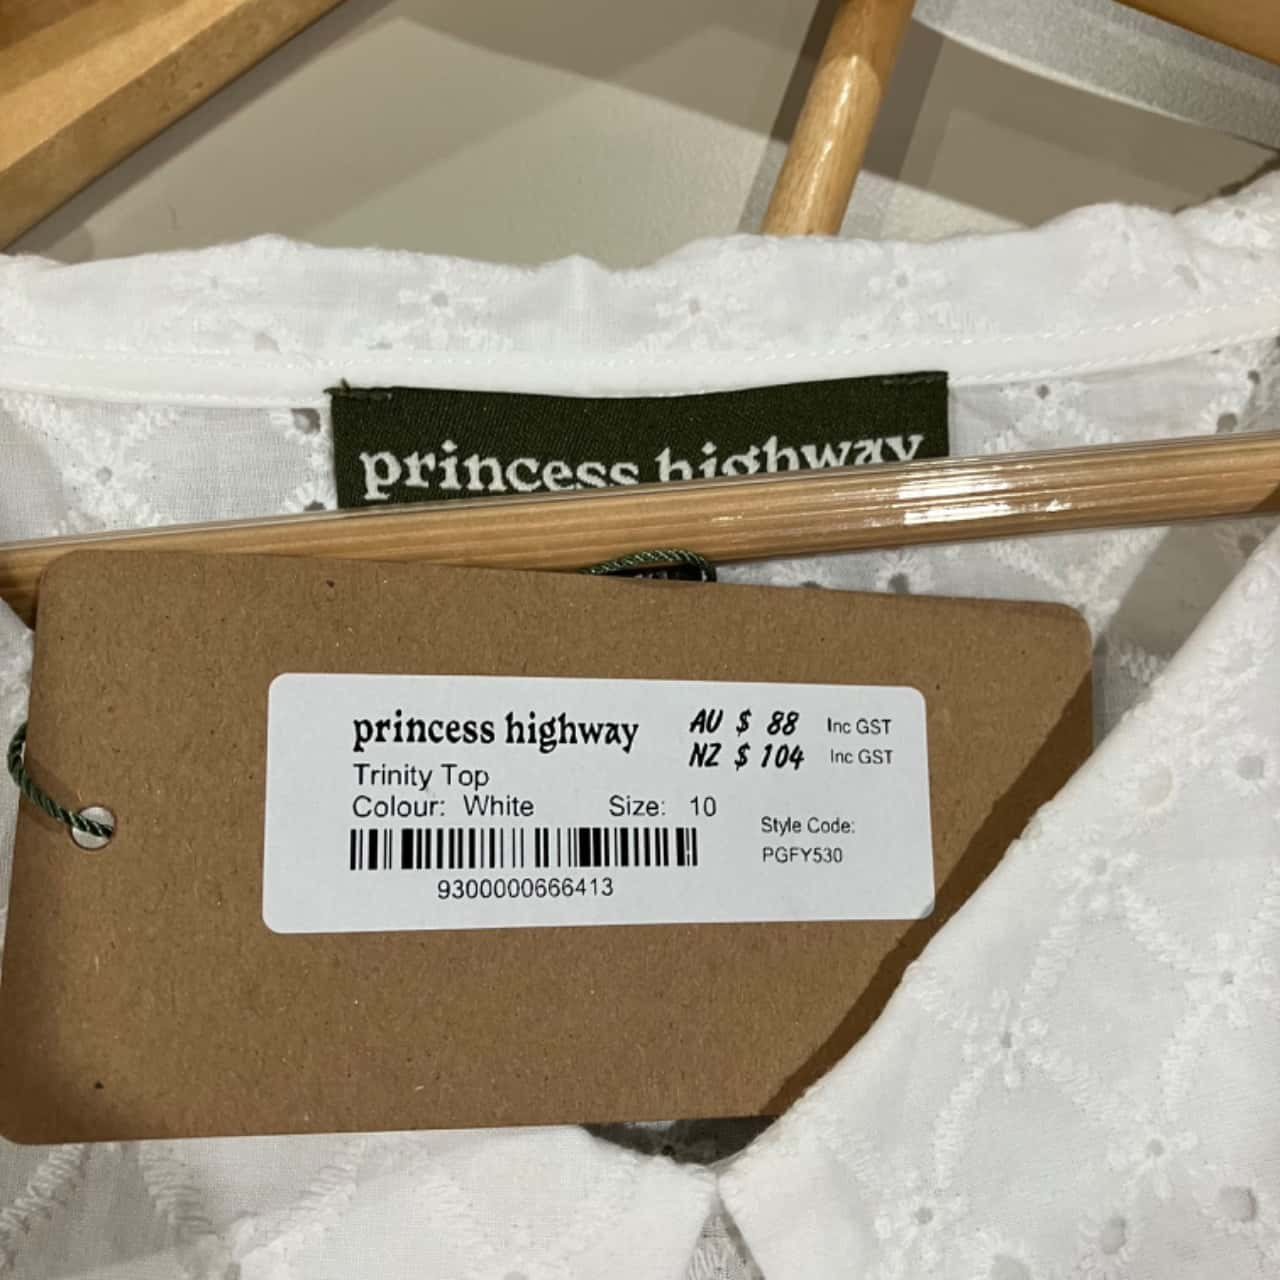 princess highway
princess highway
AU $ 88 Inc GST
NZ $ 104 Inc GST
Trinity Top
Colour: White Size: 10
Style Code:
PGFY530
9300000666413